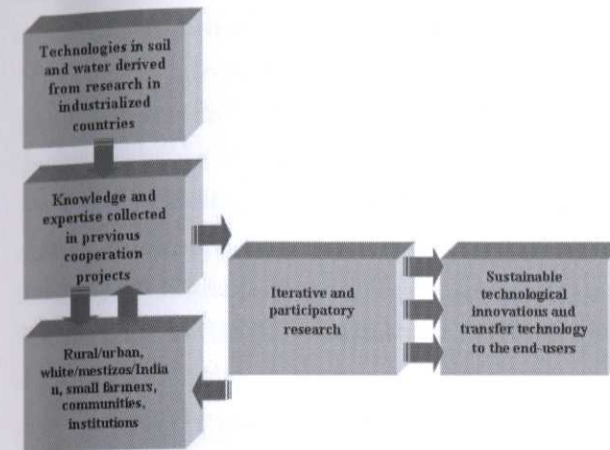 Technologies in soil
and water derived
from research in
industrialized
countries
Knowledge and
expertise collected
in previous
cooperation
projects
Rural/urban,
white/mestizos/India
n, small farmers,
communities,
institutions
Iterative and
participatory
research
Sustainable
technological
innovations and
transfer technology
to the end-users